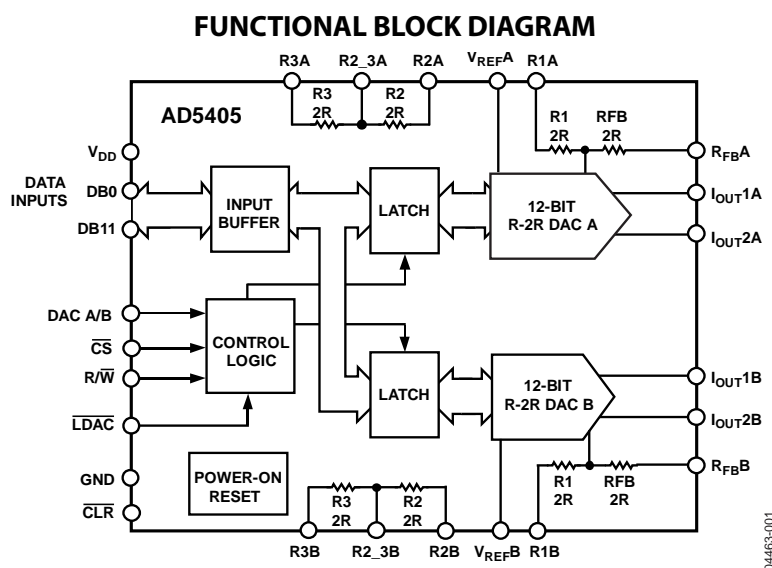 FUNCTIONAL BLOCK DIAGRAM
R3A R2_3A R2A VREFA R1A
AD5405
R3
2R
R2
2R
R1
2R
RFB
2R
VDD
DATA
INPUTS
DB0
DB11
INPUT
BUFFER
LATCH
12-BIT
R-2R DAC A
RFBA
IOUT1A
IOUT2A
DAC A/B
C̅S̅
R/W̅
L̅D̅A̅C̅
CONTROL
LOGIC
LATCH
12-BIT
R-2R DAC B
IOUT1B
IOUT2B
RFBB
GND
C̅L̅R̅
POWER-ON
RESET
R3
2R
R2
2R
R1
2R
RFB
2R
R3B R2_3B R2B VREFB R1B
04463-001